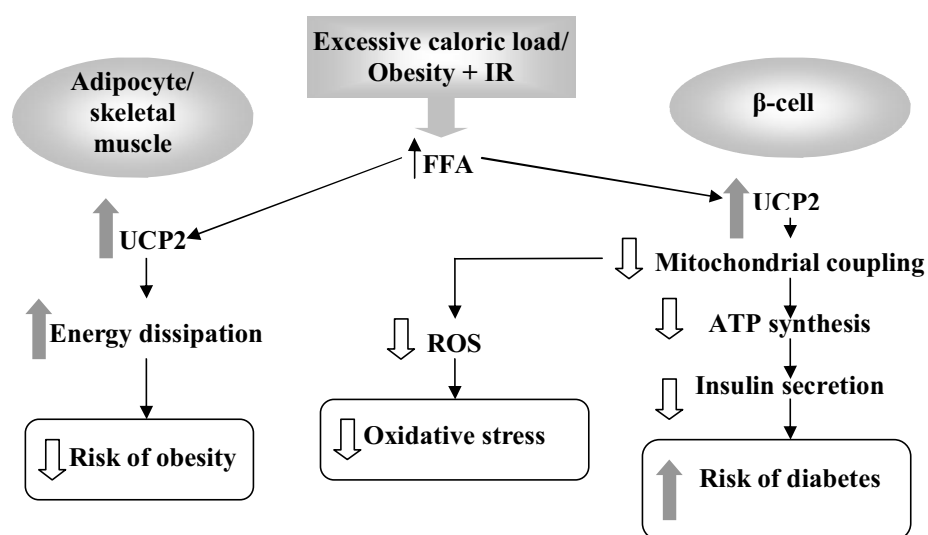 Excessive caloric load/
Obesity + IR
Adipocyte/
skeletal
muscle
β-cell
FFA
UCP2
UCP2
Mitochondrial coupling
Energy dissipation
ROS
ATP synthesis
Insulin secretion
Risk of obesity
Oxidative stress
Risk of diabetes